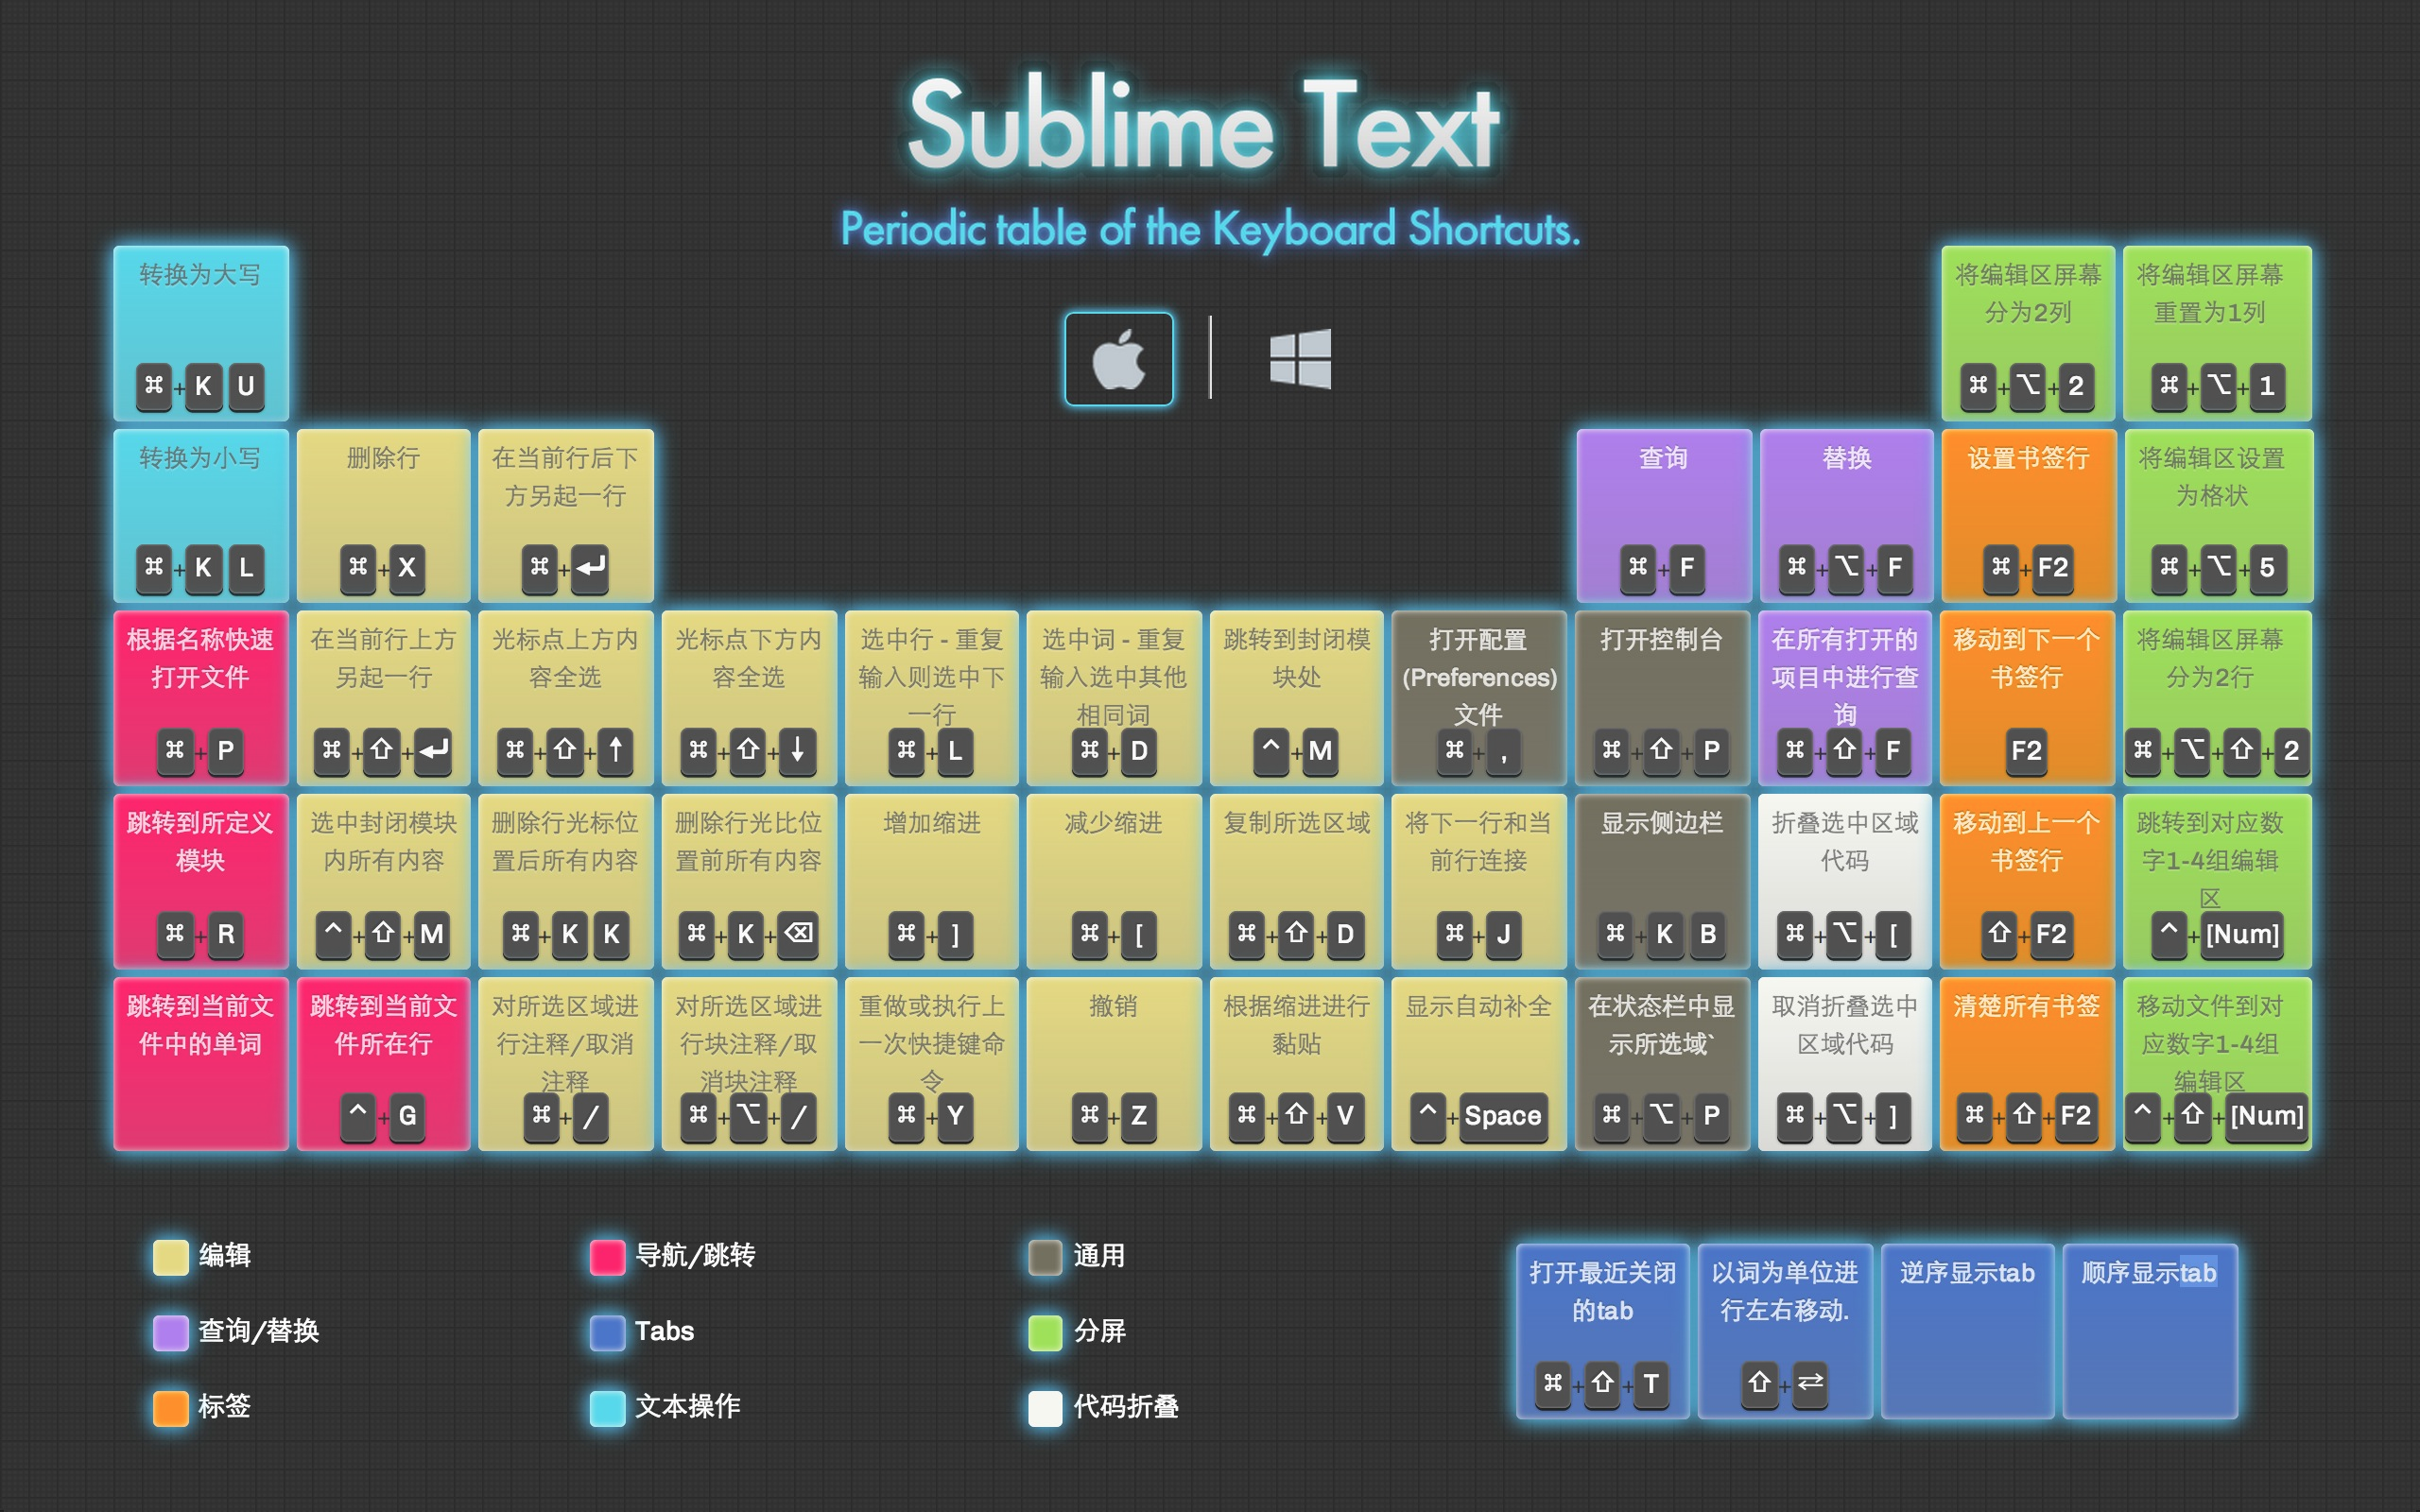 Sublime Text
Periodic table of the Keyboard Shortcuts.
转换为大写
⌘+K U
将编辑区屏幕
分为2列
⌘+⌥+2
将编辑区屏幕
重置为1列
⌘+⌥+1
转换为小写
⌘+K L
删除行
⌘+X
在当前行后下
方另起一行
⌘+↵
查询
⌘+F
替换
⌘+⌥+F
设置书签行
⌘+F2
将编辑区设置
为格状
⌘+⌥+5
根据名称快速
打开文件
⌘+P
在当前行上方
另起一行
⌘+⇧+↵
光标点上方内
容全选
⌘+⇧+↑
光标点下方内
容全选
⌘+⇧+↓
选中行 - 重复
输入则选中下
一行
⌘+L
选中词 - 重复
输入选中其他
相同词
⌘+D
跳转到封闭模
块处
^+M
打开配置
(Preferences)
文件
⌘+,
打开控制台
⌘+⇧+P
在所有打开的
项目中进行查
询
⌘+⇧+F
移动到下一个
书签行
F2
将编辑区屏幕
分为2行
⌘+⌥+⇧+2
跳转到所定义
模块
⌘+R
选中封闭模块
内所有内容
^+⇧+M
删除行光标位
置后所有内容
⌘+K K
删除行光比位
置前所有内容
⌘+K+⌫
增加缩进
⌘+]
减少缩进
⌘+[
复制所选区域
⌘+⇧+D
将下一行和当
前行连接
⌘+J
显示侧边栏
⌘+K B
折叠选中区域
代码
⌘+⌥+[
移动到上一个
书签行
⇧+F2
跳转到对应数
字1-4组编辑
区
^+[Num]
跳转到当前文
件中的单词
跳转到当前文
件所在行
^+G
对所选区域进
行注释/取消
注释
⌘+/
对所选区域进
行块注释/取
消块注释
⌘+⌥+/
重做或执行上
一次快捷键命
令
⌘+Y
撤销
⌘+Z
根据缩进进行
黏贴
⌘+⇧+V
显示自动补全
^+Space
在状态栏中显
示所选域`
⌘+⌥+P
取消折叠选中
区域代码
⌘+⌥+]
清楚所有书签
⌘+⇧+F2
移动文件到对
应数字1-4组
编辑区
^+⇧+[Num]
编辑
导航/跳转
通用
查询/替换
Tabs
分屏
标签
文本操作
代码折叠
打开最近关闭
的tab
⌘+⇧+T
以词为单位进
行左右移动.
⇧+⇄
逆序显示tab
顺序显示tab